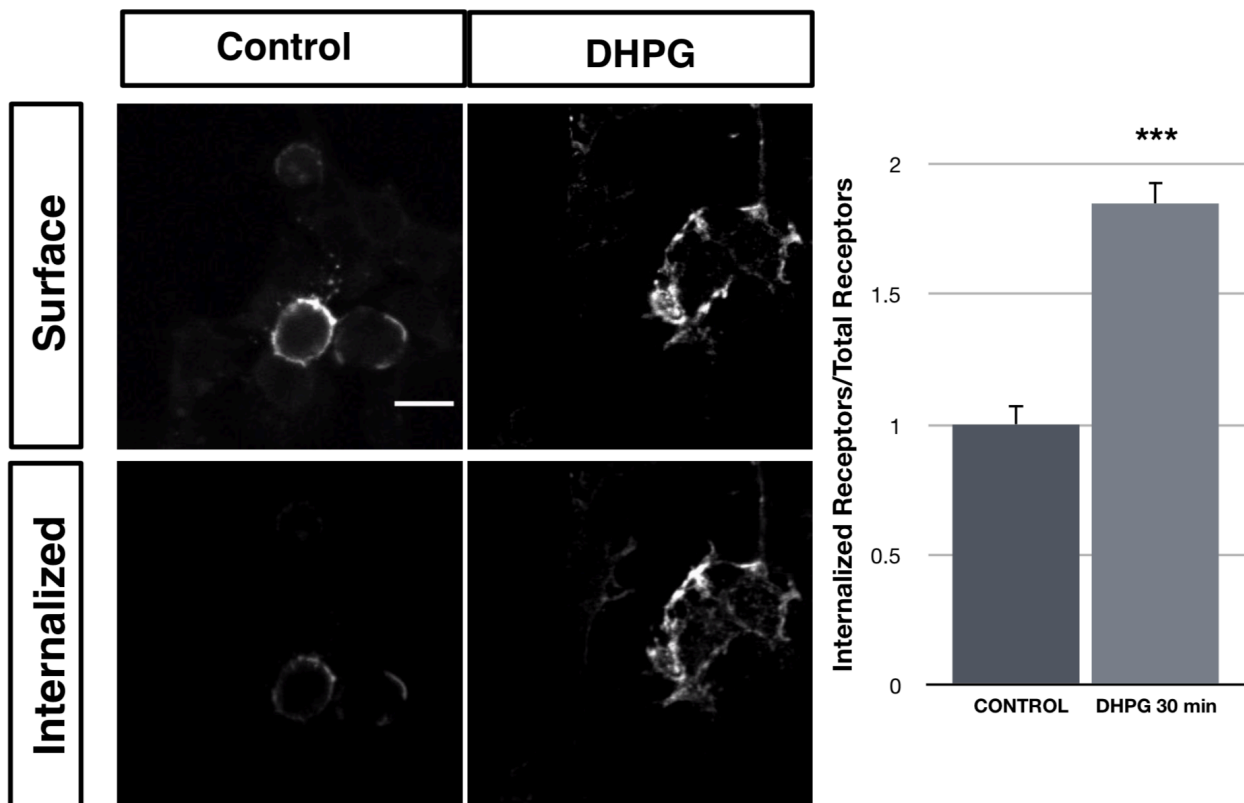 Control
DHPG
Surface
Internalized
***
Internalized Receptors/Total Receptors
2
1.5
1
0.5
0
CONTROL
DHPG 30 min